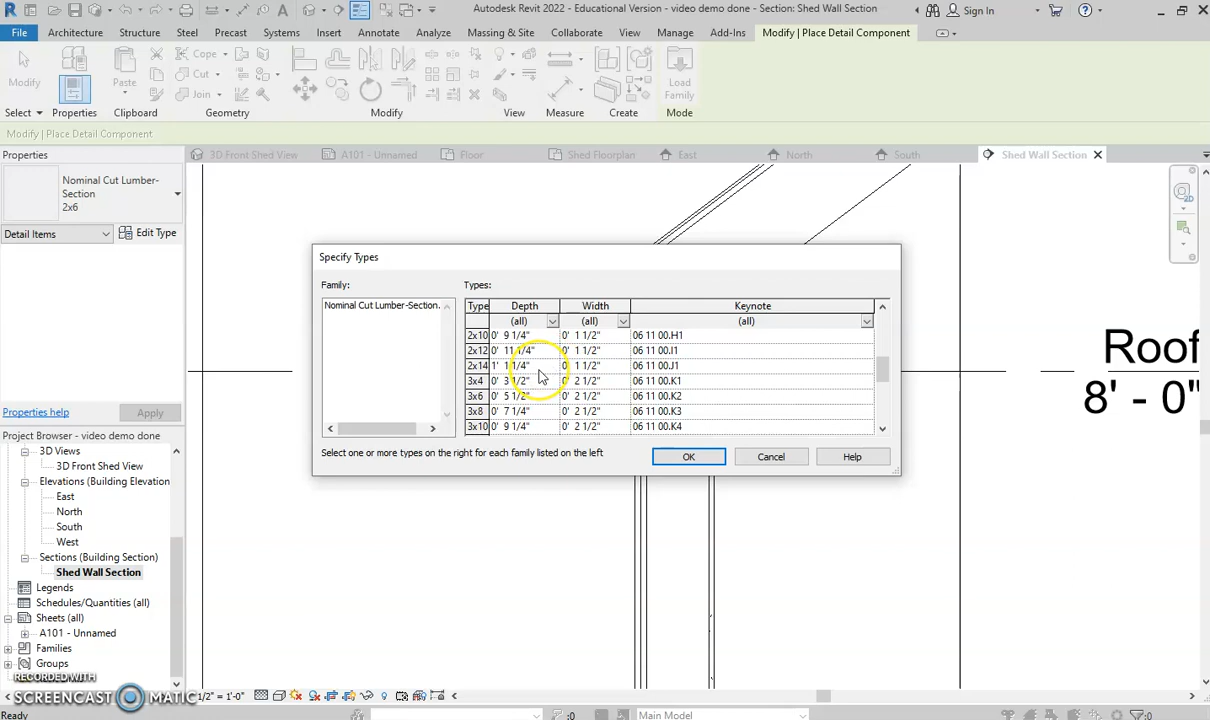 Autodesk Revit 2022 - Educational Version - video demo done - Section: Shed Wall Section
Sign In
File Architecture Structure Steel Precast Systems Insert Annotate Analyze Massing & Site Collaborate View Manage Add-Ins Modify | Place Detail Component
Modify Paste Cope Cut Join Load Family
Select Properties Clipboard Geometry Modify View Measure Create Mode
Modify | Place Detail Component
Properties
3D Front Shed View A101 - Unnamed Floor Shed Floorplan East North South Shed Wall Section
Nominal Cut Lumber-
Section
2x6
Detail Items Edit Type
Properties help Apply
Specify Types
Family: Types:
Nominal Cut Lumber-Section.
Type Depth Width Keynote
(all) (all) (all)
2x10 0' 9 1/4" 0' 1 1/2" 06 11 00.H1
2x12 0' 11 1/4" 0' 1 1/2" 06 11 00.I1
2x14 1' 1 1/4" 0' 1 1/2" 06 11 00.J1
3x4 0' 3 1/2" 0' 2 1/2" 06 11 00.K1
3x6 0' 5 1/2" 0' 2 1/2" 06 11 00.K2
3x8 0' 7 1/4" 0' 2 1/2" 06 11 00.K3
3x10 0' 9 1/4" 0' 2 1/2" 06 11 00.K4
Select one or more types on the right for each family listed on the left
OK Cancel Help
Roof
8' - 0"
2D
Project Browser - video demo done
3D Views
3D Front Shed View
Elevations (Building Elevation
East
North
South
West
Sections (Building Section)
Shed Wall Section
Legends
Schedules/Quantities (all)
Sheets (all)
A101 - Unnamed
Families
Groups
RECORDED WITH
SCREENCAST MATIC
1/2" = 1'-0"
:0 Main Model :0